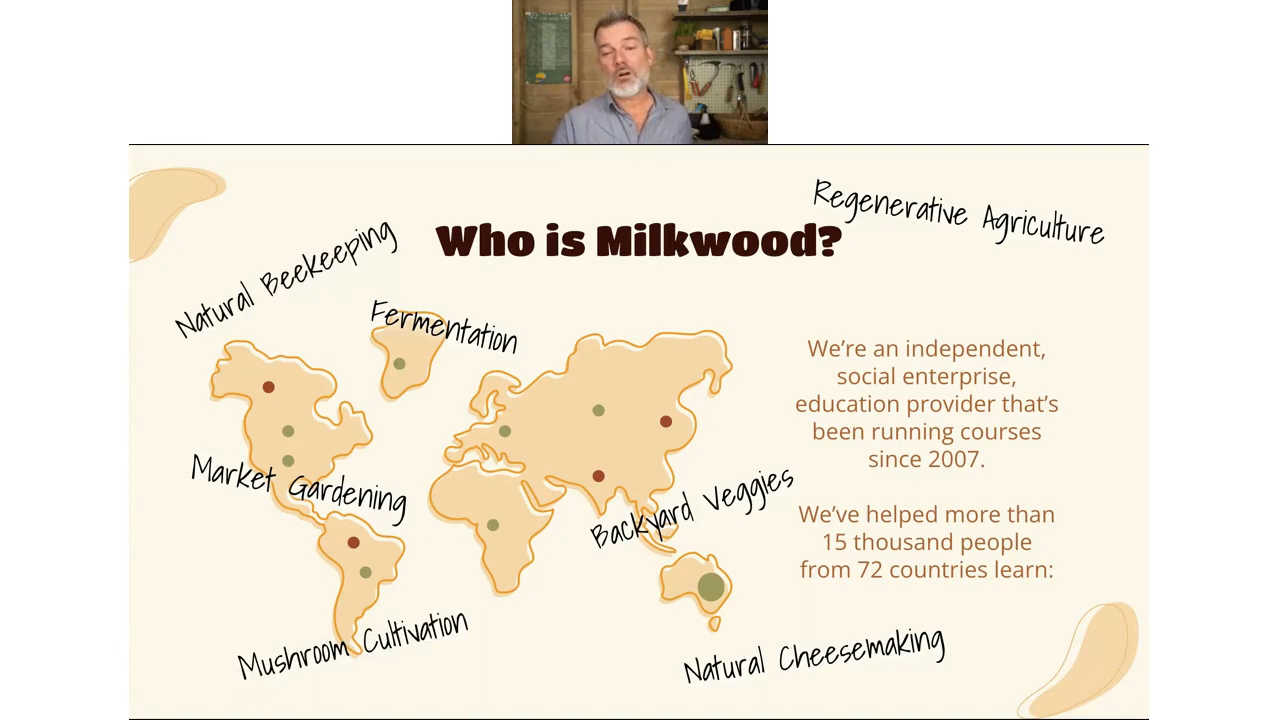 Regenerative Agriculture
Who is Milkwood?
Natural Beekeeping
Fermentation
We're an independent,
social enterprise,
education provider that's
been running courses
since 2007.
Market Gardening
Backyard Veggies
We've helped more than
15 thousand people
from 72 countries learn:
Mushroom Cultivation
Natural Cheesemaking